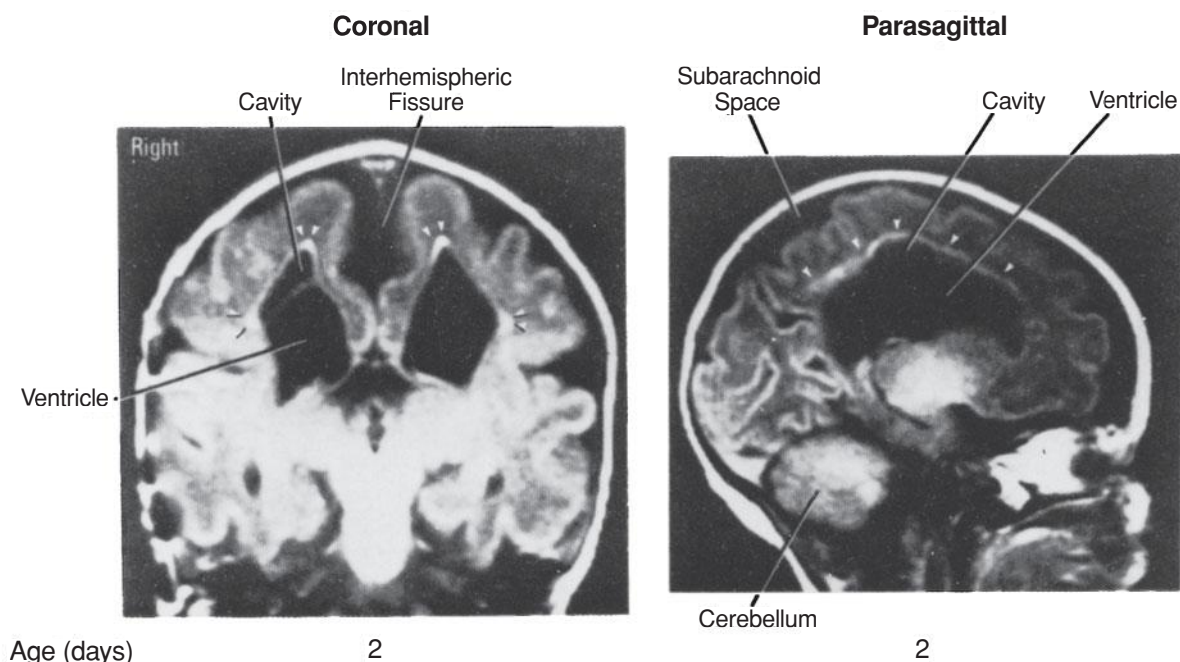 Coronal
Parasagittal
Interhemispheric
Fissure
Cavity
Subarachnoid
Space
Cavity
Ventricle
Right
Ventricle
Cerebellum
Age (days)
2
2